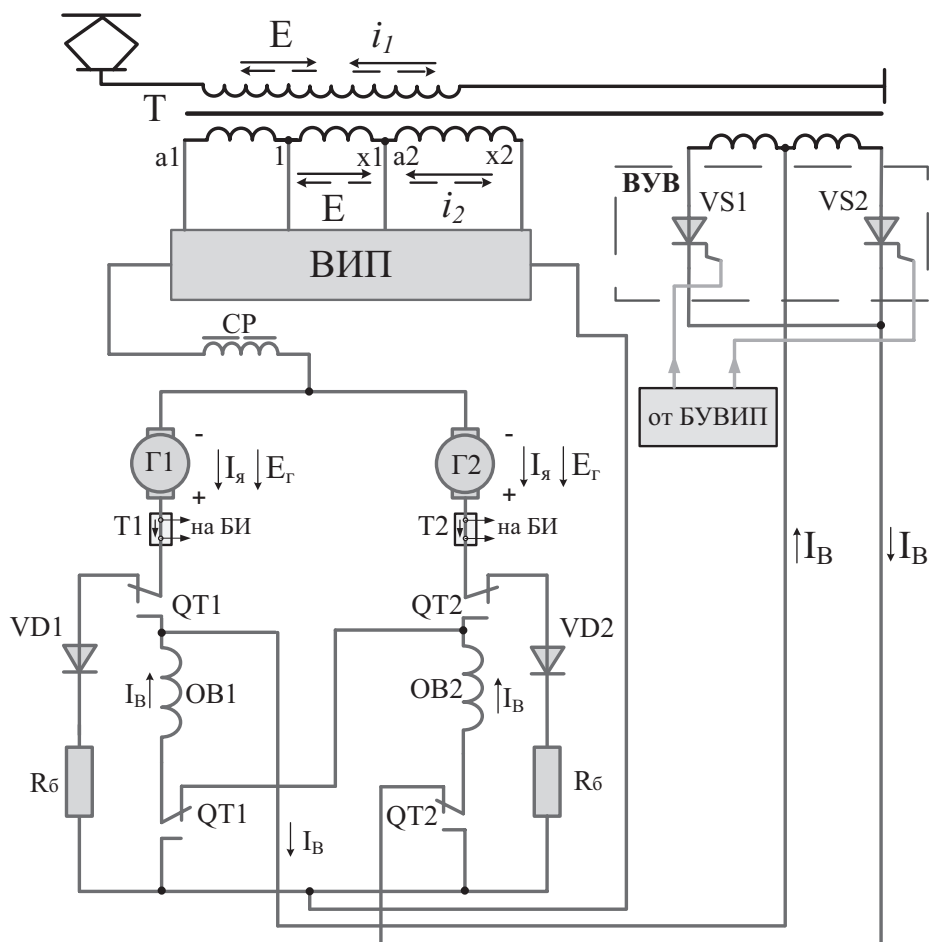 E i₁
T
a1 1 x1 a2 x2
E i₂
ВУВ
VS1 VS2
ВИП
СР
от БУВИП
- -
Г1 Iя Eг Г2 Iя Eг
+ +
T1 на БИ T2 на БИ
IВ IВ
QT1 QT2
VD1 VD2
IВ ОВ1 ОВ2 IВ
Rб QT1 QT2 Rб
IВ